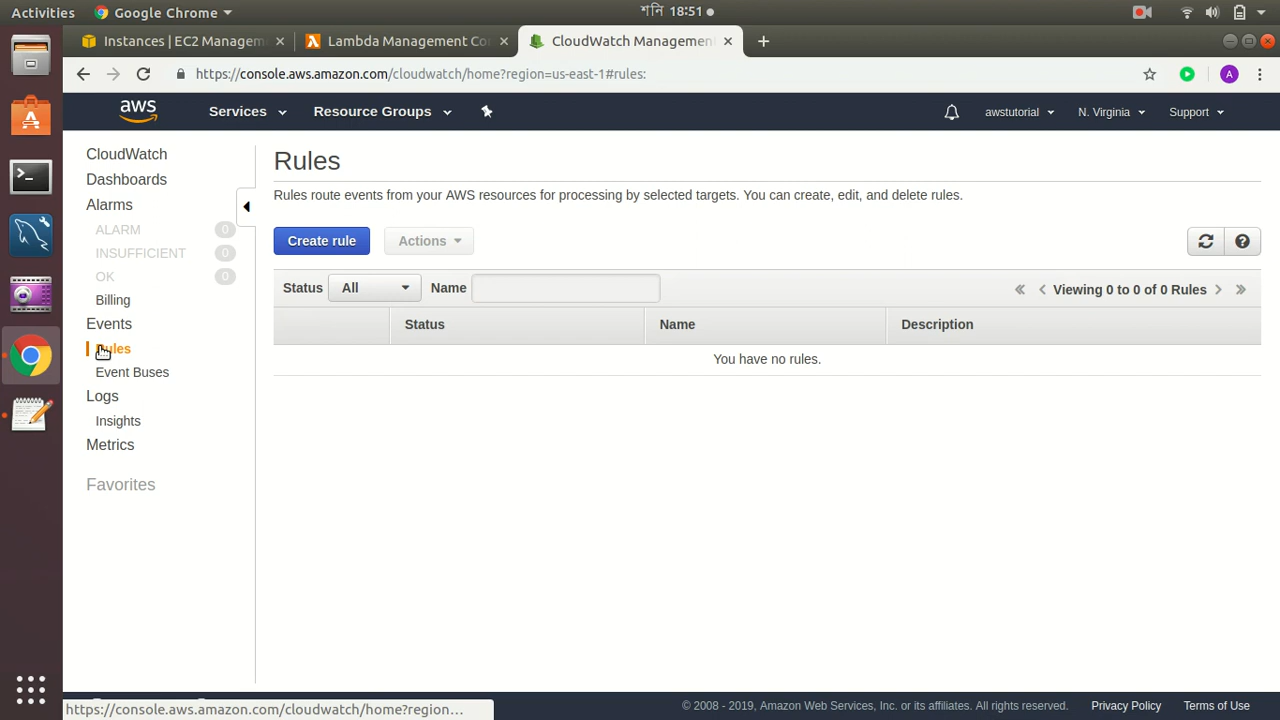 Activities Google Chrome শনি 18:51
Instances | EC2 Managem Lambda Management Co CloudWatch Management
https://console.aws.amazon.com/cloudwatch/home?region=us-east-1#rules: A
aws Services Resource Groups awstutorial N. Virginia Support
CloudWatch
Dashboards
Alarms
ALARM 0
INSUFFICIENT 0
OK 0
Billing
Events
Rules
Event Buses
Logs
Insights
Metrics
Favorites
Rules
Rules route events from your AWS resources for processing by selected targets. You can create, edit, and delete rules.
Create rule Actions
Status All Name Viewing 0 to 0 of 0 Rules
Status Name Description
You have no rules.
https://console.aws.amazon.com/cloudwatch/home?region... © 2008 - 2019, Amazon Web Services, Inc. or its affiliates. All rights reserved. Privacy Policy Terms of Use